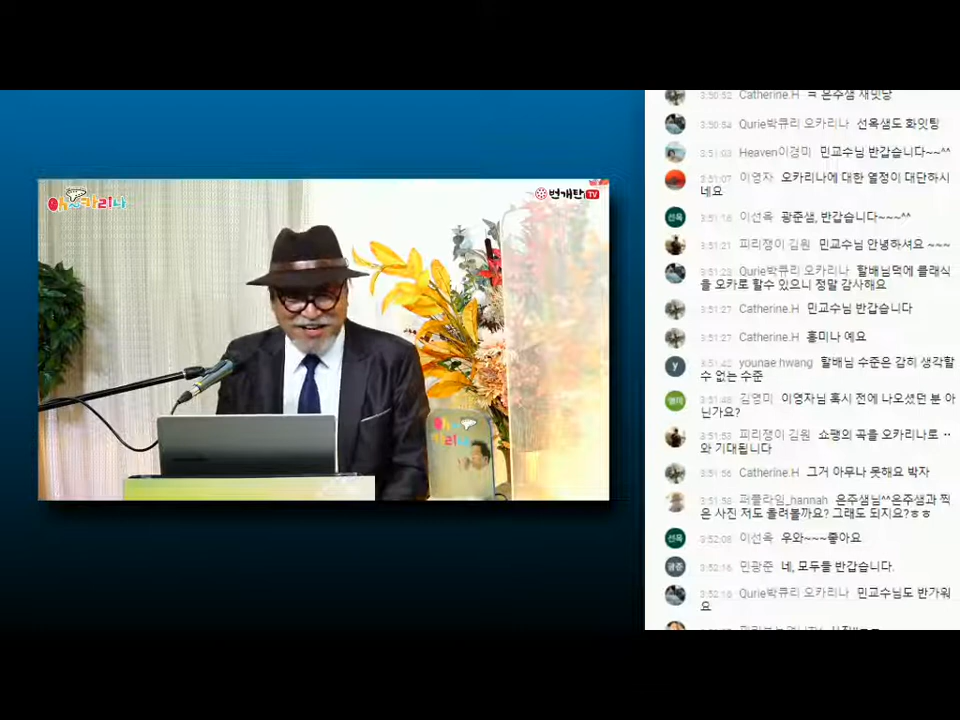 아~카리나
번개탄TV
아~
카리나
3:50:52 Catherine.H ㅋ 은수샘 재밋당
3:50:54 Qurie박큐리 오카리나 선옥샘도 화잇팅
3:51:03 Heaven이경미 민교수님 반갑습니다~~^^
3:51:07 이영자 오카리나에 대한 열정이 대단하시
네요
선옥 3:51:16 이선옥 광준샘, 반갑습니다~~~^^
3:51:21 피리쟁이 김원 민교수님 안녕하셔요 ~~~
3:51:23 Qurie박큐리 오카리나 할배님덕에 클래식
을 오카로 할수 있으니 정말 감사해요
3:51:27 Catherine.H 민교수님 반갑습니다
3:51:27 Catherine.H 흥미나 예요
y 3:51:42 younae hwang 할배님 수준은 감히 생각할
수 없는 수준
영미 3:51:48 김영미 이영자님 혹시 전에 나오셨던 분 아
닌가요?
3:51:53 피리쟁이 김원 쇼팽의 곡을 오카리나로 ..
와 기대됩니다
3:51:56 Catherine.H 그거 아무나 못해요 박자
3:51:58 퍼플라임_hannah 은주샘님^^은주샘과 찍
은 사진 저도 올려볼까요? 그래도 되지요?ㅎㅎ
선옥 3:52:08 이선옥 우와~~~좋아요
광준 3:52:16 민광준 네, 모두들 반갑습니다.
3:52:18 Qurie박큐리 오카리나 민교수님도 반가워
요